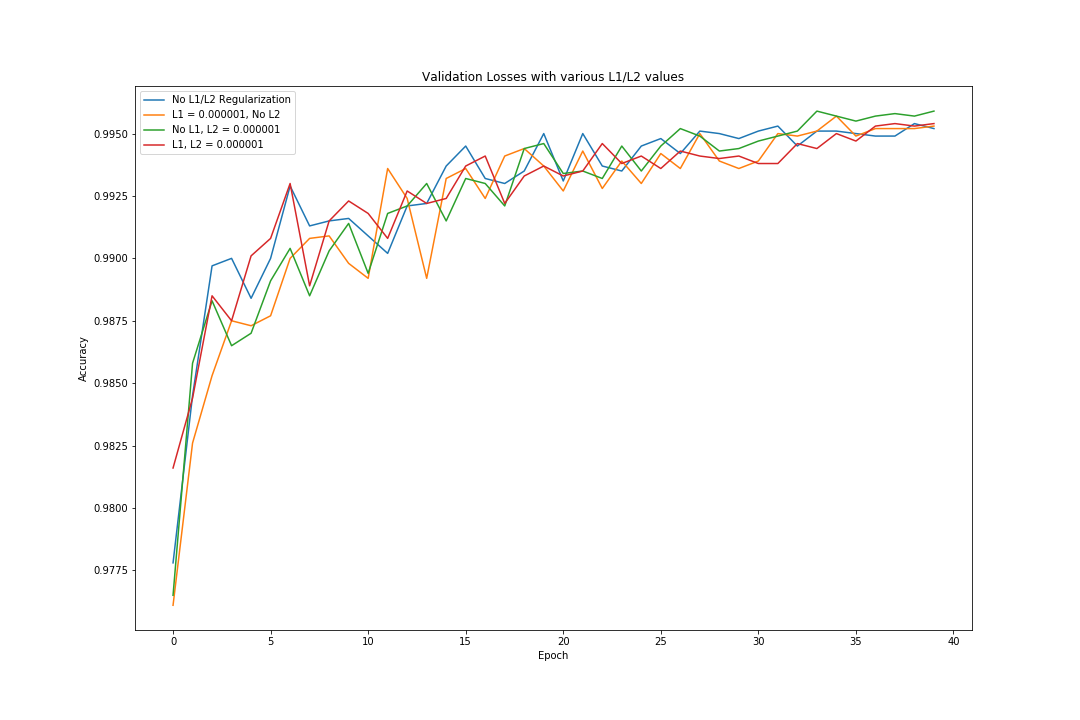 Validation Losses with various L1/L2 values
No L1/L2 Regularization
L1 = 0.000001, No L2
No L1, L2 = 0.000001
L1, L2 = 0.000001
0.9950
0.9925
0.9900
0.9875
0.9850
0.9825
0.9800
0.9775
Accuracy
0 5 10 15 20 25 30 35 40
Epoch